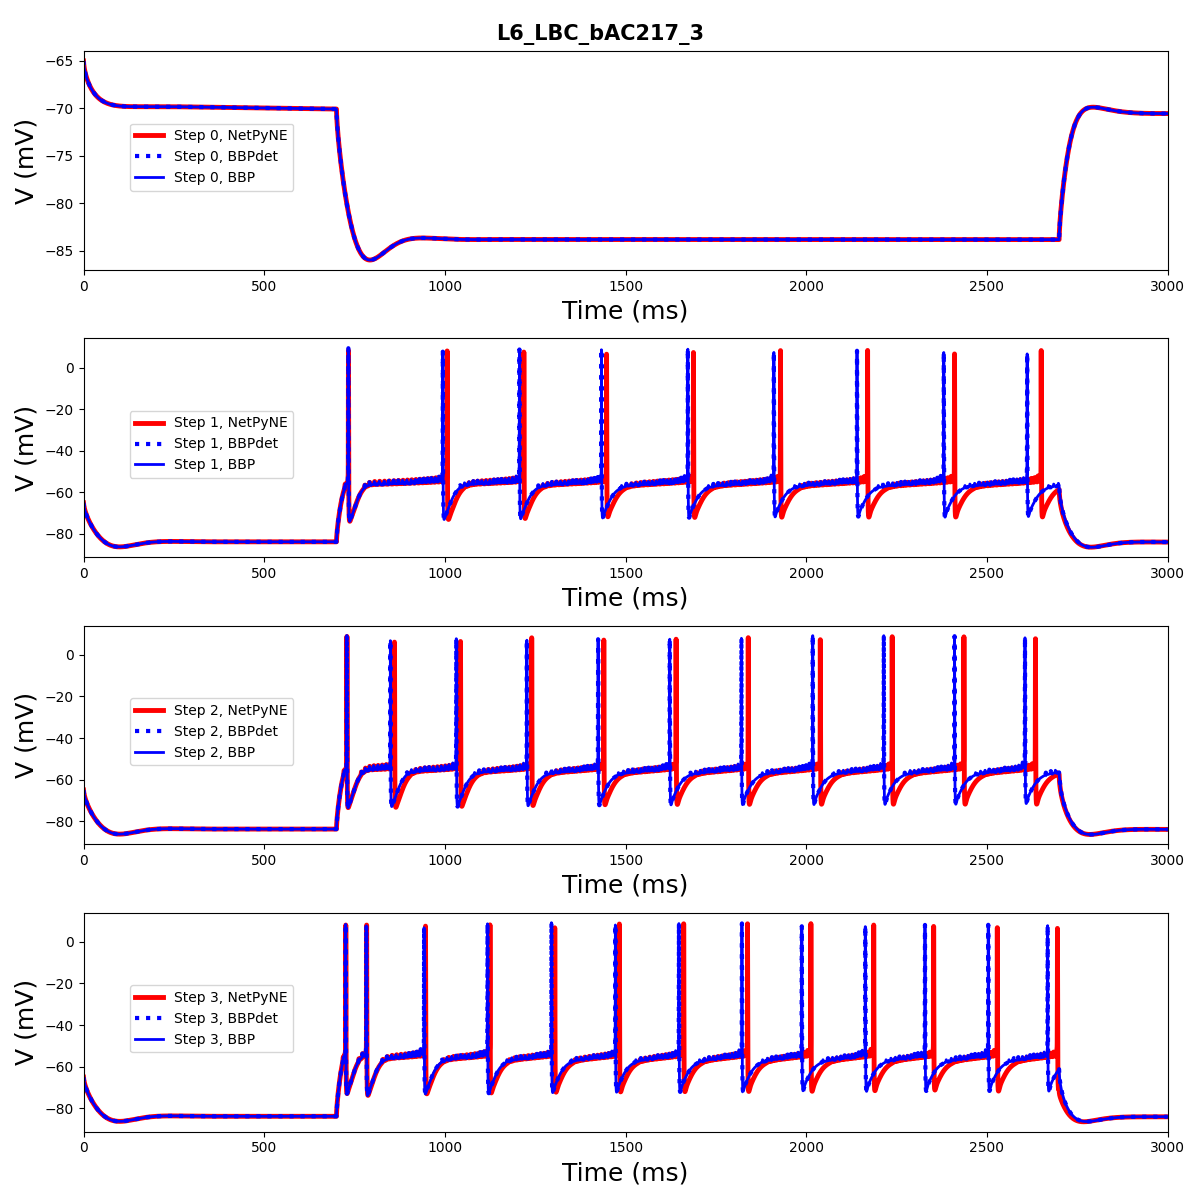 L6_LBC_bAC217_3
−65
−70
−75
−80
−85
V (mV)
Step 0, NetPyNE
Step 0, BBPdet
Step 0, BBP
0 500 1000 1500 2000 2500 3000
Time (ms)
0
−20
−40
−60
−80
V (mV)
Step 1, NetPyNE
Step 1, BBPdet
Step 1, BBP
0 500 1000 1500 2000 2500 3000
Time (ms)
0
−20
−40
−60
−80
V (mV)
Step 2, NetPyNE
Step 2, BBPdet
Step 2, BBP
0 500 1000 1500 2000 2500 3000
Time (ms)
0
−20
−40
−60
−80
V (mV)
Step 3, NetPyNE
Step 3, BBPdet
Step 3, BBP
0 500 1000 1500 2000 2500 3000
Time (ms)